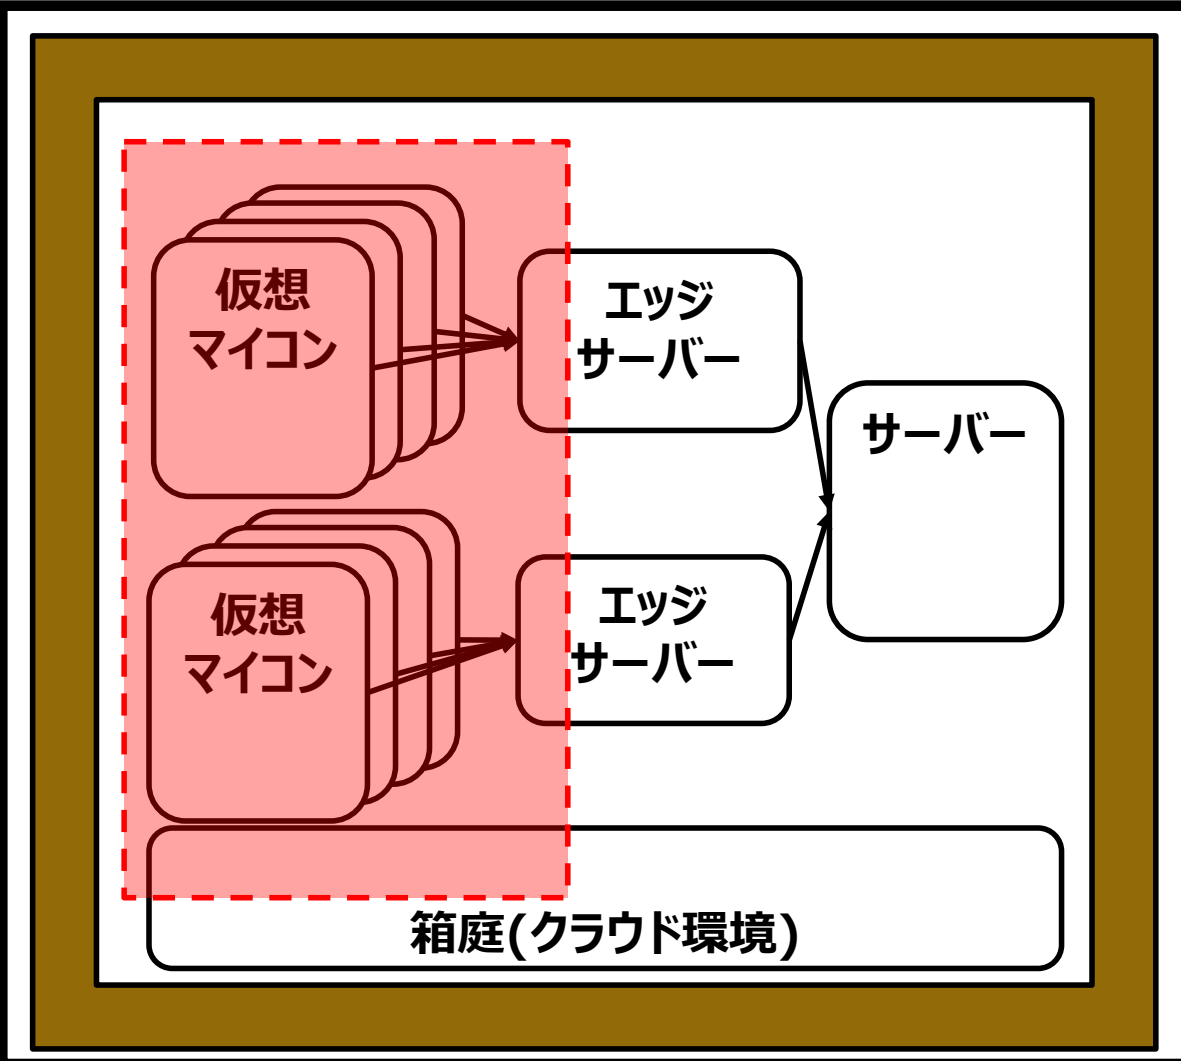 仮想
マイコン
エッジ
サーバー
サーバー
仮想
マイコン
エッジ
サーバー
箱庭(クラウド環境)